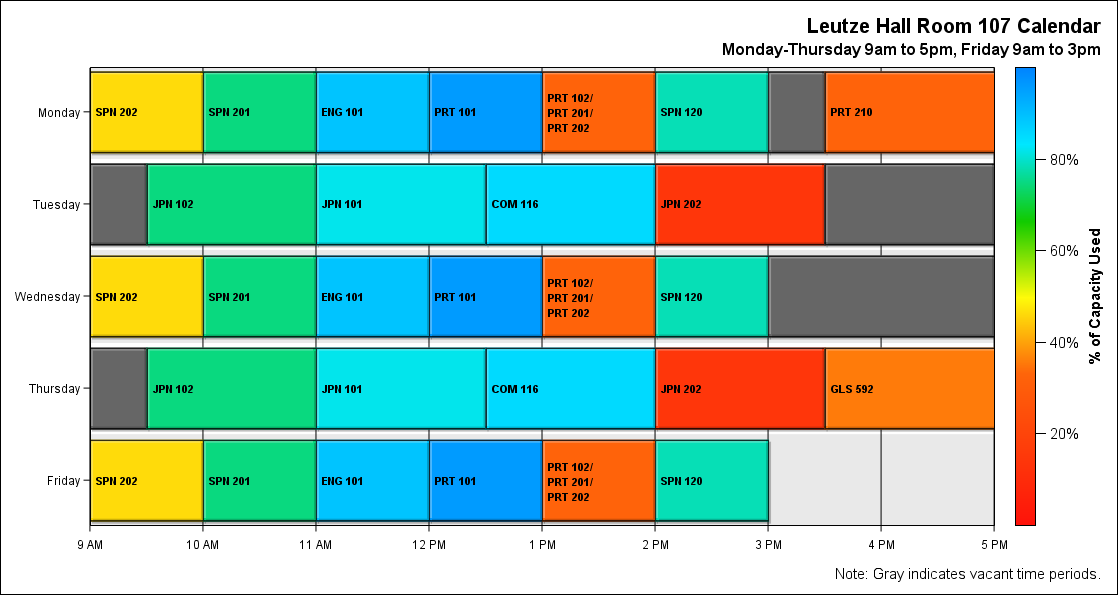 Leutze Hall Room 107 Calendar
Monday-Thursday 9am to 5pm, Friday 9am to 3pm
Monday
SPN 202
SPN 201
ENG 101
PRT 101
PRT 102/
PRT 201/
PRT 202
SPN 120
PRT 210
Tuesday
JPN 102
JPN 101
COM 116
JPN 202
Wednesday
SPN 202
SPN 201
ENG 101
PRT 101
PRT 102/
PRT 201/
PRT 202
SPN 120
Thursday
JPN 102
JPN 101
COM 116
JPN 202
GLS 592
Friday
SPN 202
SPN 201
ENG 101
PRT 101
PRT 102/
PRT 201/
PRT 202
SPN 120
9 AM
10 AM
11 AM
12 PM
1 PM
2 PM
3 PM
4 PM
5 PM
80%
60%
40%
20%
% of Capacity Used
Note: Gray indicates vacant time periods.